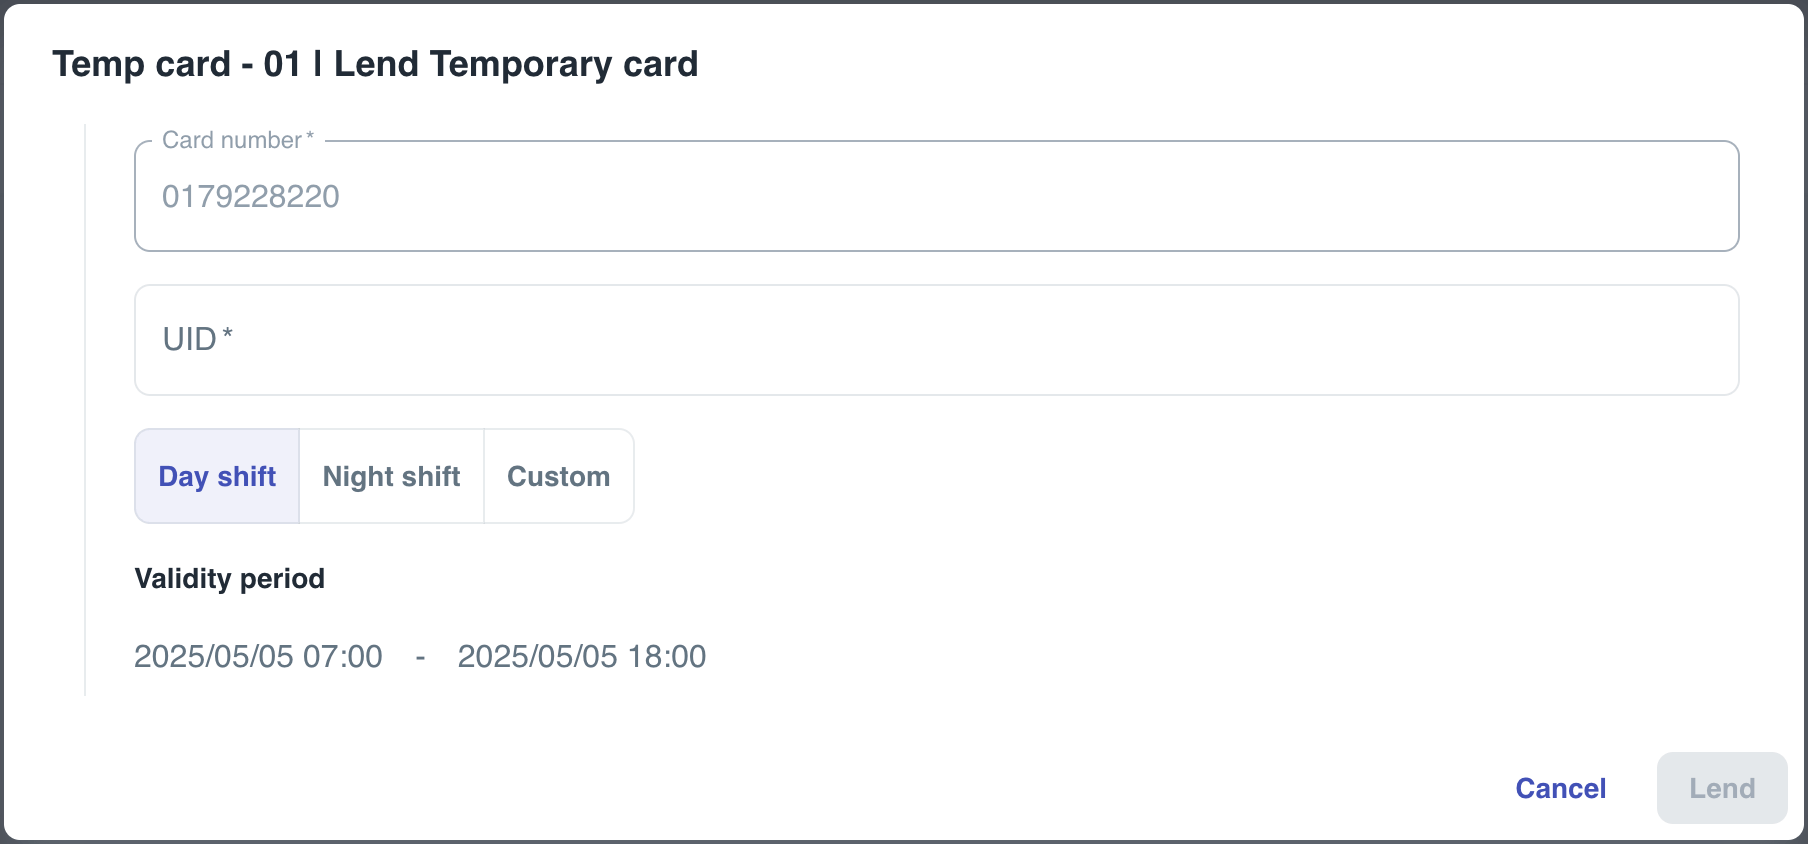 Temp card - 01 | Lend Temporary card
Card number *
0179228220
UID *
Day shift Night shift Custom
Validity period
2025/05/05 07:00 - 2025/05/05 18:00
Cancel Lend